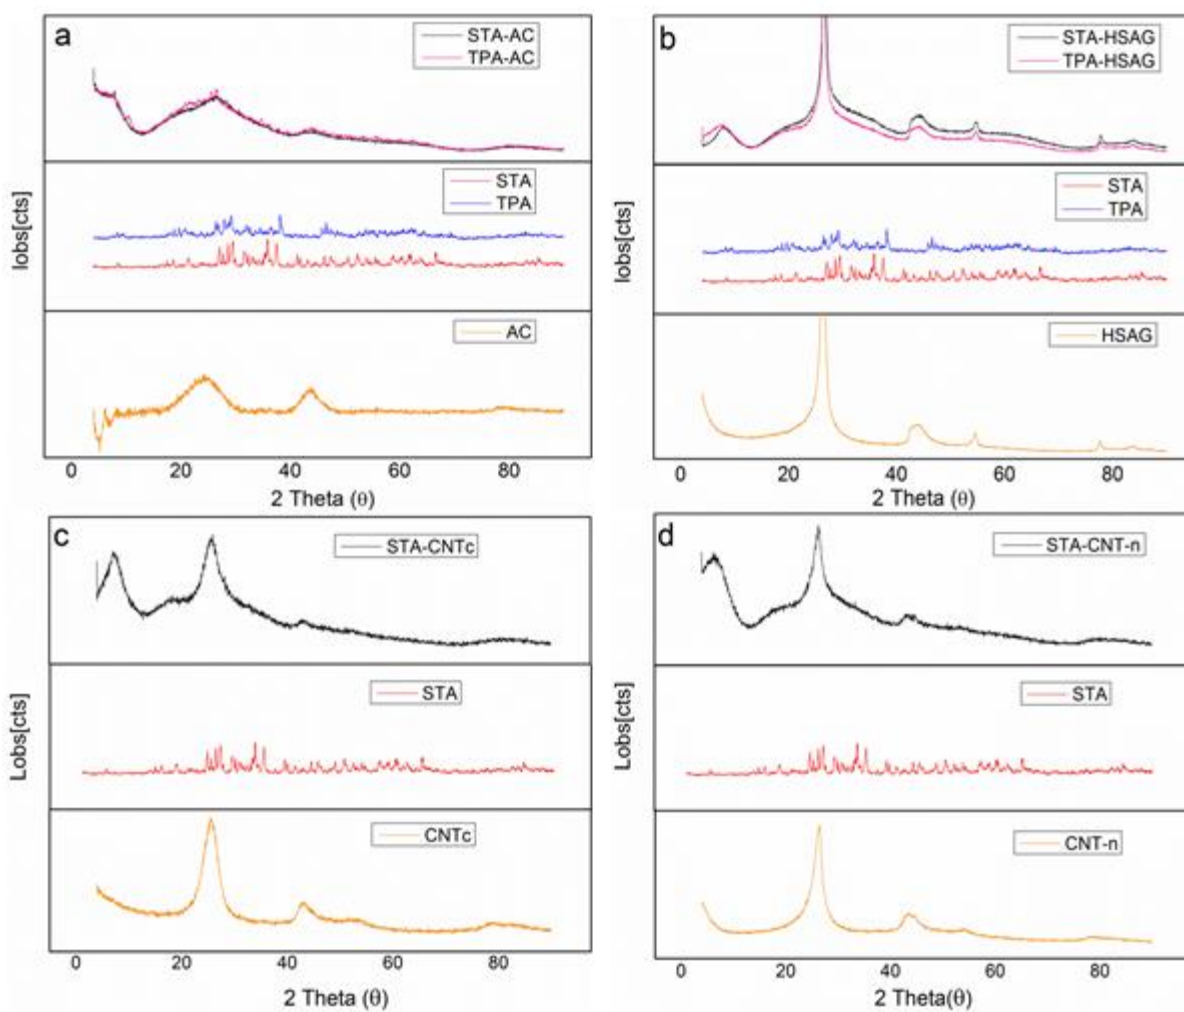 a
STA-AC
TPA-AC
STA
TPA
AC
Iobs[cts]
0 20 40 60 80
2 Theta (θ)
b
STA-HSAG
TPA-HSAG
STA
TPA
HSAG
Iobs[cts]
0 20 40 60 80
2 Theta (θ)
c
STA-CNTc
STA
CNTc
Lobs[cts]
0 20 40 60 80
2 Theta (θ)
d
STA-CNT-n
STA
CNT-n
Lobs[cts]
0 20 40 60 80
2 Theta(θ)